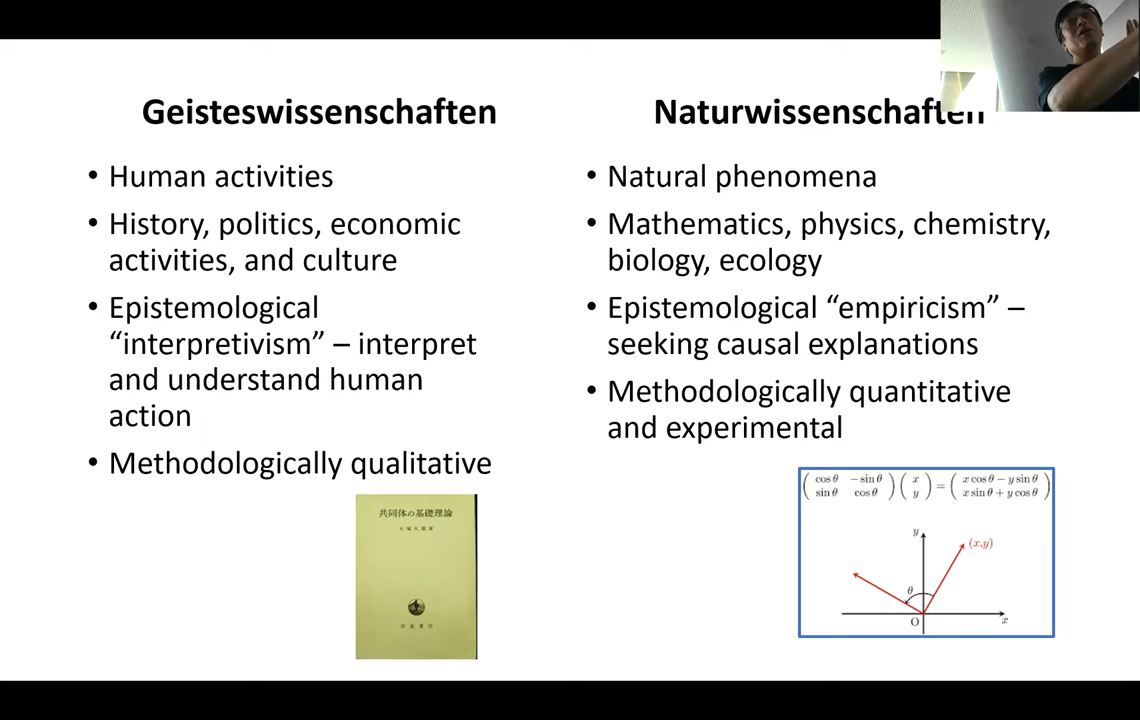 Geisteswissenschaften
• Human activities
• History, politics, economic
activities, and culture
• Epistemological
“interpretivism” – interpret
and understand human
action
• Methodologically qualitative
共同体の基礎理論
大塚久雄著
岩波書店
Naturwissenschaften
• Natural phenomena
• Mathematics, physics, chemistry,
biology, ecology
• Epistemological “empiricism” –
seeking causal explanations
• Methodologically quantitative
and experimental
( cos θ − sin θ ) ( x ) = ( x cos θ − y sin θ )
( sin θ cos θ ) ( y ) ( x sin θ + y cos θ )
y
(x,y)
θ
O
x